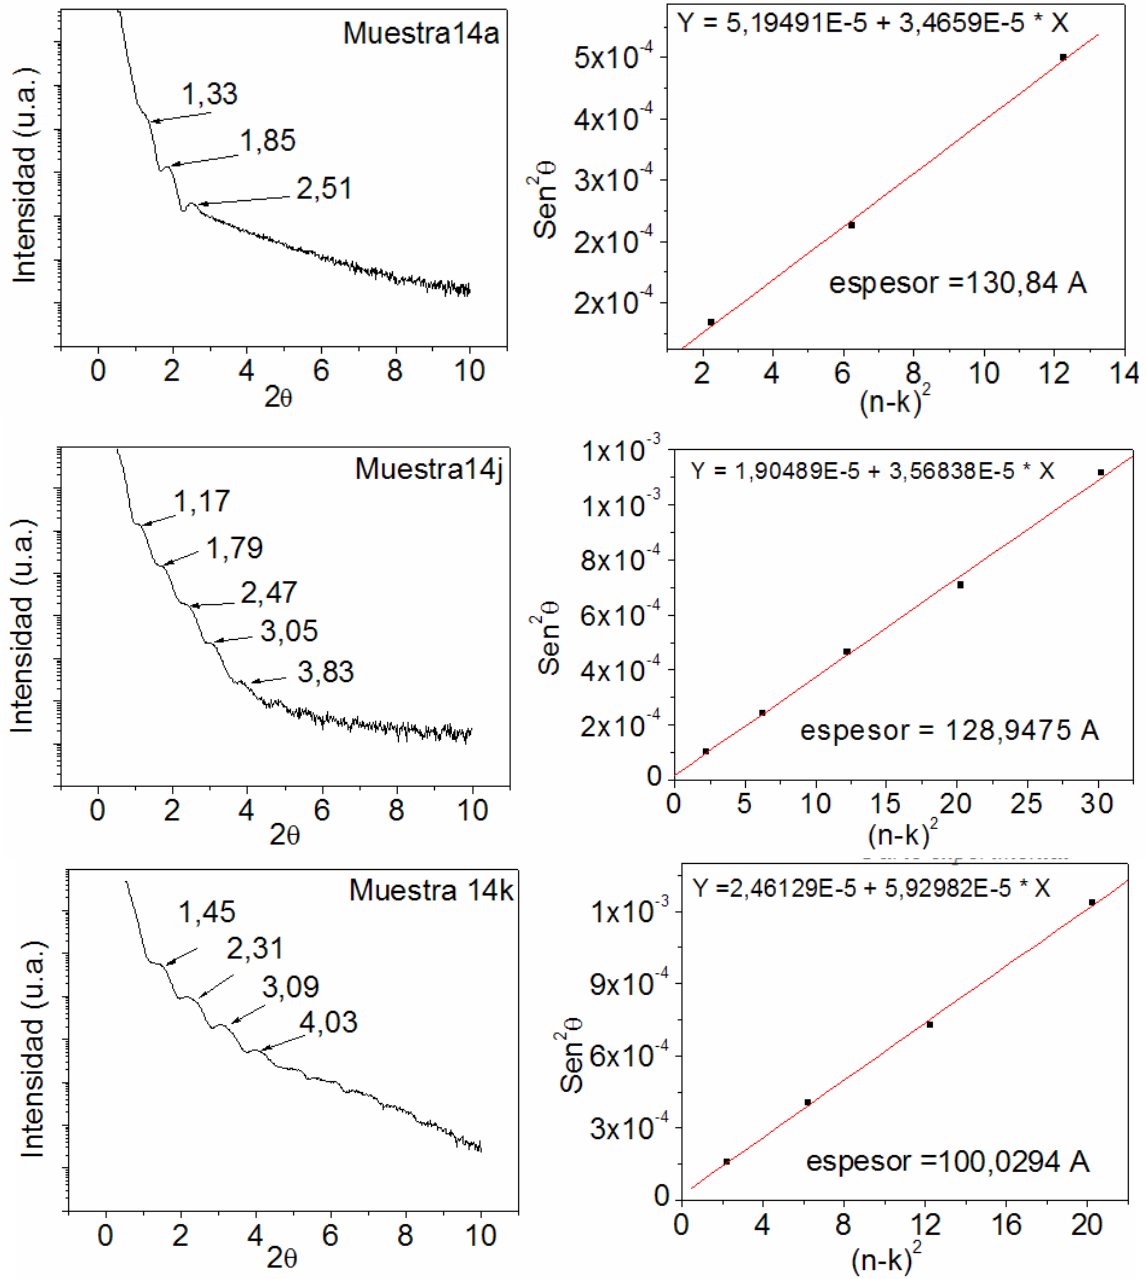 Muestra14a
1,33
1,85
2,51
Intensidad (u.a.)
0 2 4 6 8 10
2θ
Y = 5,19491E-5 + 3,4659E-5 * X
5x10⁻⁴
4x10⁻⁴
3x10⁻⁴
2x10⁻⁴
2x10⁻⁴
Sen²θ
espesor =130,84 A
2 4 6 8 10 12 14
(n-k)²
Muestra14j
1,17
1,79
2,47
3,05
3,83
Intensidad (u.a.)
0 2 4 6 8 10
2θ
Y = 1,90489E-5 + 3,56838E-5 * X
1x10⁻³
1x10⁻³
8x10⁻⁴
6x10⁻⁴
4x10⁻⁴
2x10⁻⁴
0
Sen²θ
espesor = 128,9475 A
0 5 10 15 20 25 30
(n-k)²
Muestra 14k
1,45
2,31
3,09
4,03
Intensidad (u.a.)
0 2 4 6 8 10
2θ
Y =2,46129E-5 + 5,92982E-5 * X
1x10⁻³
9x10⁻⁴
6x10⁻⁴
3x10⁻⁴
0
Sen²θ
espesor =100,0294 A
0 4 8 12 16 20
(n-k)²